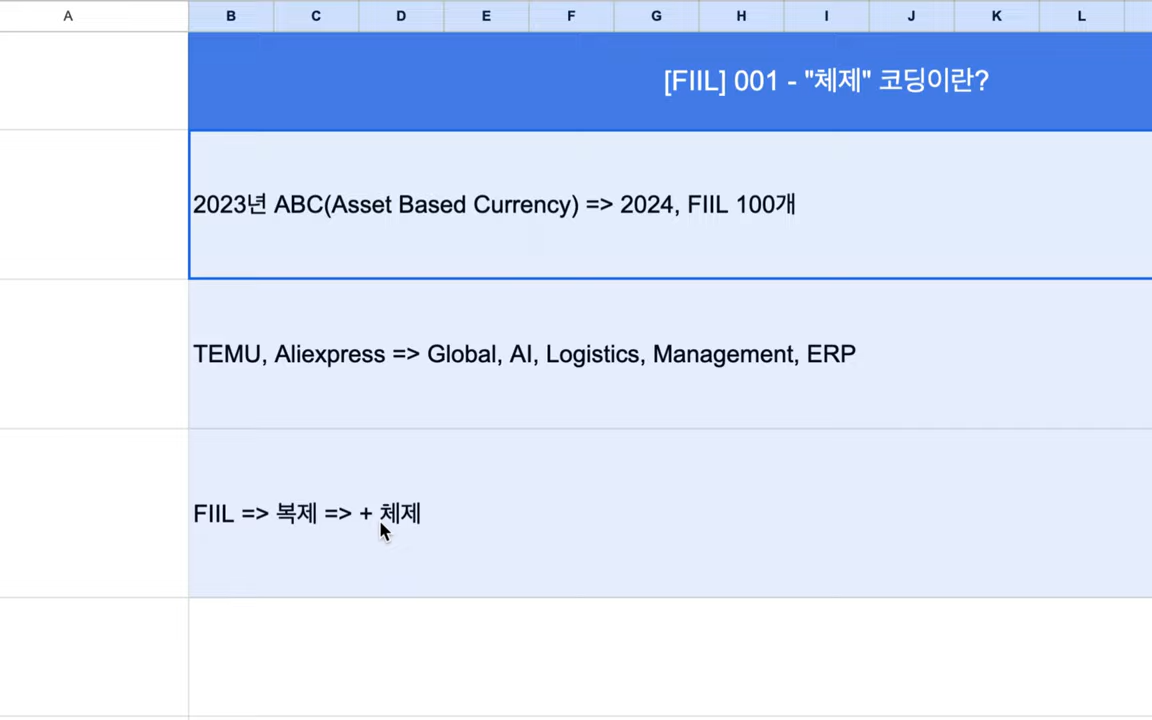 A B C D E F G H I J K L
[FIIL] 001 - "체제" 코딩이란?
2023년 ABC(Asset Based Currency) => 2024, FIIL 100개
TEMU, Aliexpress => Global, AI, Logistics, Management, ERP
FIIL => 복제 => + 체제